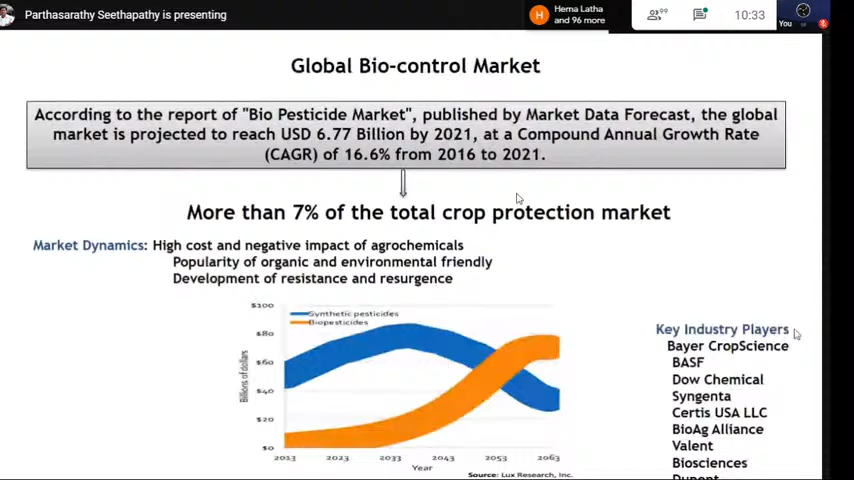 Parthasarathy Seethapathy is presenting
H
Hema Latha
and 96 more
99
10:33
You
Global Bio-control Market
According to the report of "Bio Pesticide Market", published by Market Data Forecast, the global
market is projected to reach USD 6.77 Billion by 2021, at a Compound Annual Growth Rate
(CAGR) of 16.6% from 2016 to 2021.
More than 7% of the total crop protection market
Market Dynamics: High cost and negative impact of agrochemicals
Popularity of organic and environmental friendly
Development of resistance and resurgence
$100
$80
$60
$40
$20
$0
Billions of dollars
Synthetic pesticides
Biopesticides
2013
2023
2033
2043
2053
2063
Year
Source: Lux Research, Inc.
Key Industry Players
Bayer CropScience
BASF
Dow Chemical
Syngenta
Certis USA LLC
BioAg Alliance
Valent
Biosciences
Dupont